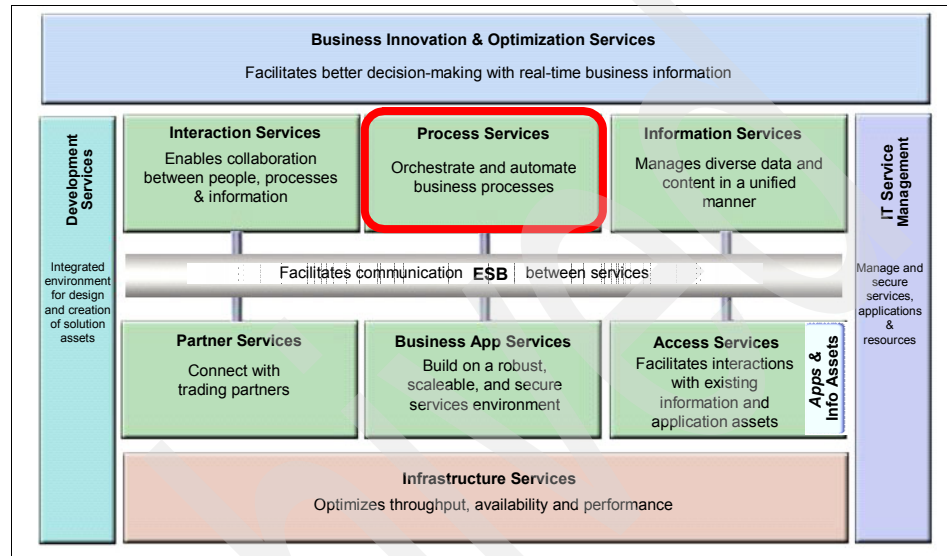 Business Innovation & Optimization Services
Facilitates better decision-making with real-time business information
Development
Services
Integrated
environment
for design
and creation
of solution
assets
Interaction Services
Enables collaboration
between people, processes
& information
Process Services
Orchestrate and automate
business processes
Information Services
Manages diverse data and
content in a unified
manner
IT Service
Management
Manage and
secure
services,
applications
&
resources
Facilitates communication ESB between services
Partner Services
Connect with
trading partners
Business App Services
Build on a robust,
scaleable, and secure
services environment
Access Services
Facilitates interactions
with existing
information and
application assets
Apps &
Info Assets
Infrastructure Services
Optimizes throughput, availability and performance